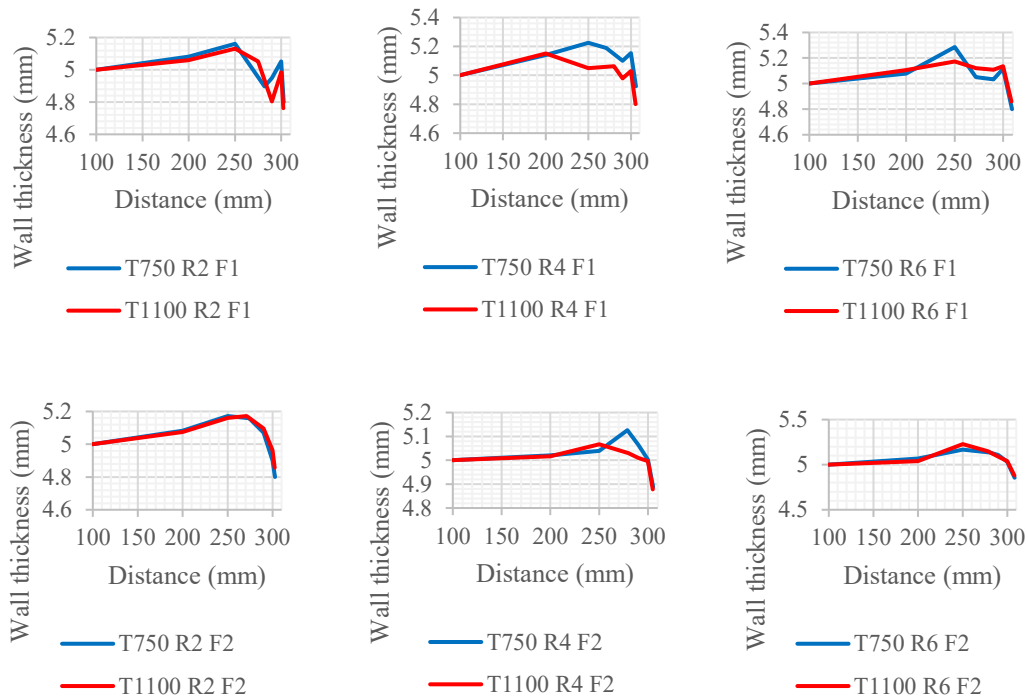 Wall thickness (mm)
5.2
5
4.8
4.6
100 150 200 250 300
Distance (mm)
T750 R2 F1
T1100 R2 F1
Wall thickness (mm)
5.4
5.2
5
4.8
4.6
100 150 200 250 300
Distance (mm)
T750 R4 F1
T1100 R4 F1
Wall thickness (mm)
5.4
5.2
5
4.8
4.6
100 150 200 250 300
Distance (mm)
T750 R6 F1
T1100 R6 F1
Wall thickness (mm)
5.2
5
4.8
4.6
100 150 200 250 300
Distance (mm)
T750 R2 F2
T1100 R2 F2
Wall thickness (mm)
5.2
5.1
5
4.9
4.8
100 150 200 250 300
Distance (mm)
T750 R4 F2
T1100 R4 F2
Wall thickness (mm)
5.5
5
4.5
100 150 200 250 300
Distance (mm)
T750 R6 F2
T1100 R6 F2